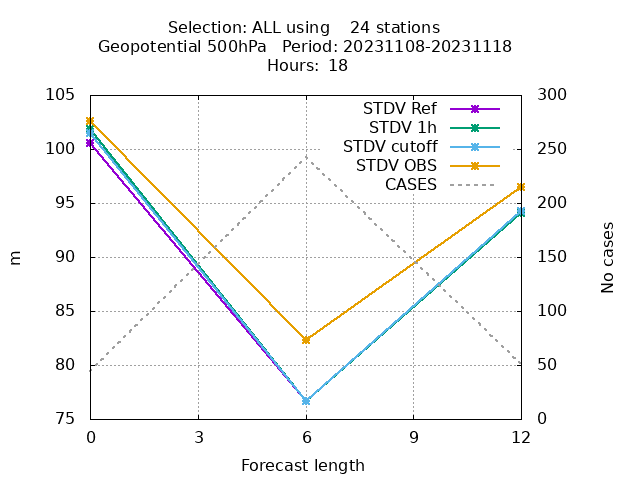 Selection: ALL using    24 stations
Geopotential 500hPa   Period: 20231108-20231118
Hours:  18
105 300
STDV Ref
STDV 1h
100 STDV cutoff 250
STDV OBS
CASES
95 200
90 150
m
No cases
85 100
80 50
75 0
0 3 6 9 12
Forecast length